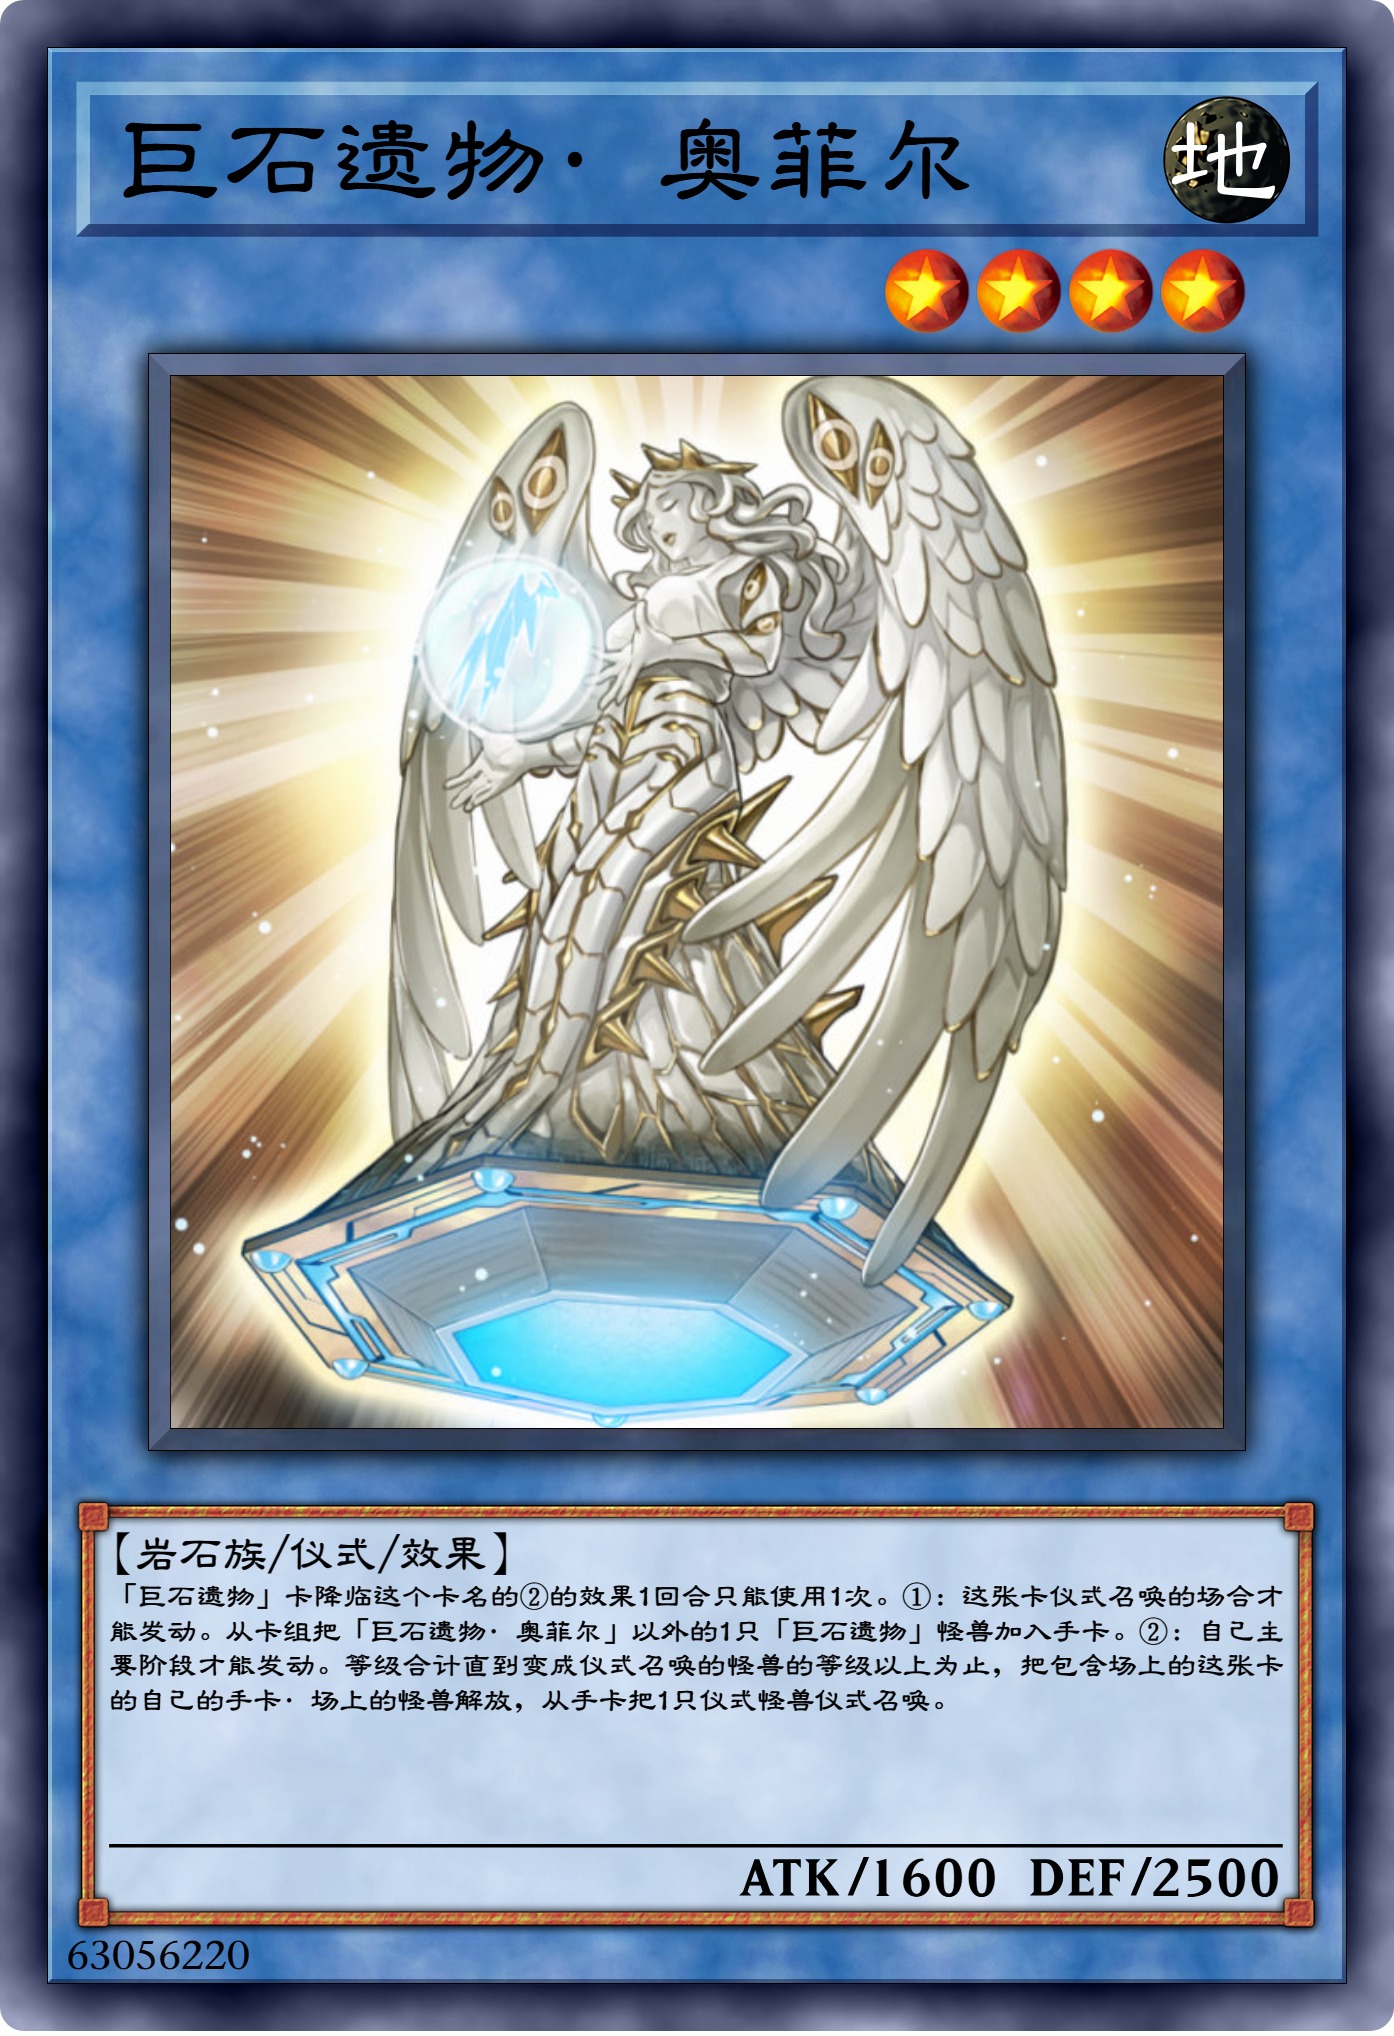 巨石遗物· 奥菲尔
地
【岩石族/仪式/效果】
「巨石遗物」卡降临这个卡名的②的效果1回合只能使用1次。①：这张卡仪式召唤的场合才
能发动。从卡组把「巨石遗物· 奥菲尔」以外的1只「巨石遗物」怪兽加入手卡。②：自己主
要阶段才能发动。等级合计直到变成仪式召唤的怪兽的等级以上为止，把包含场上的这张卡
的自己的手卡· 场上的怪兽解放，从手卡把1只仪式怪兽仪式召唤。
ATK/1600 DEF/2500
63056220